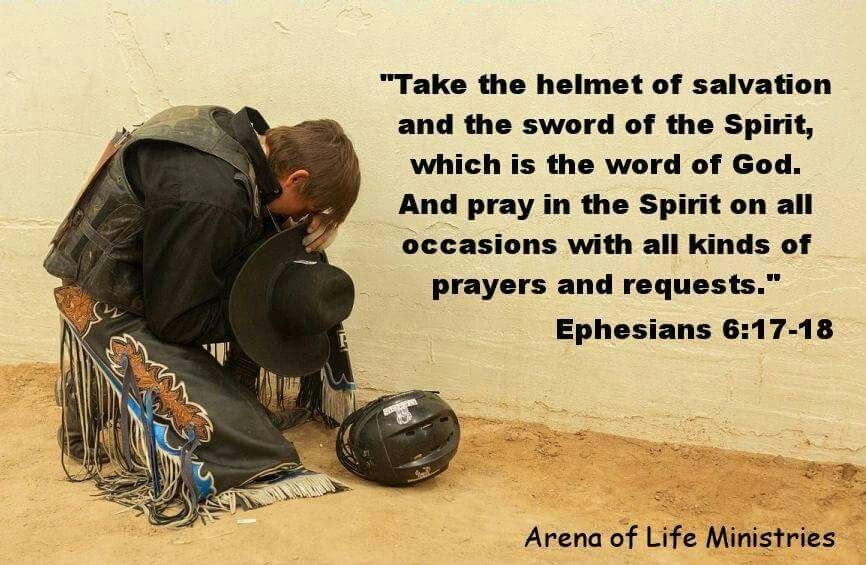 "Take the helmet of salvation
and the sword of the Spirit,
which is the word of God.
And pray in the Spirit on all
occasions with all kinds of
prayers and requests."
Ephesians 6:17-18
Arena of Life Ministries